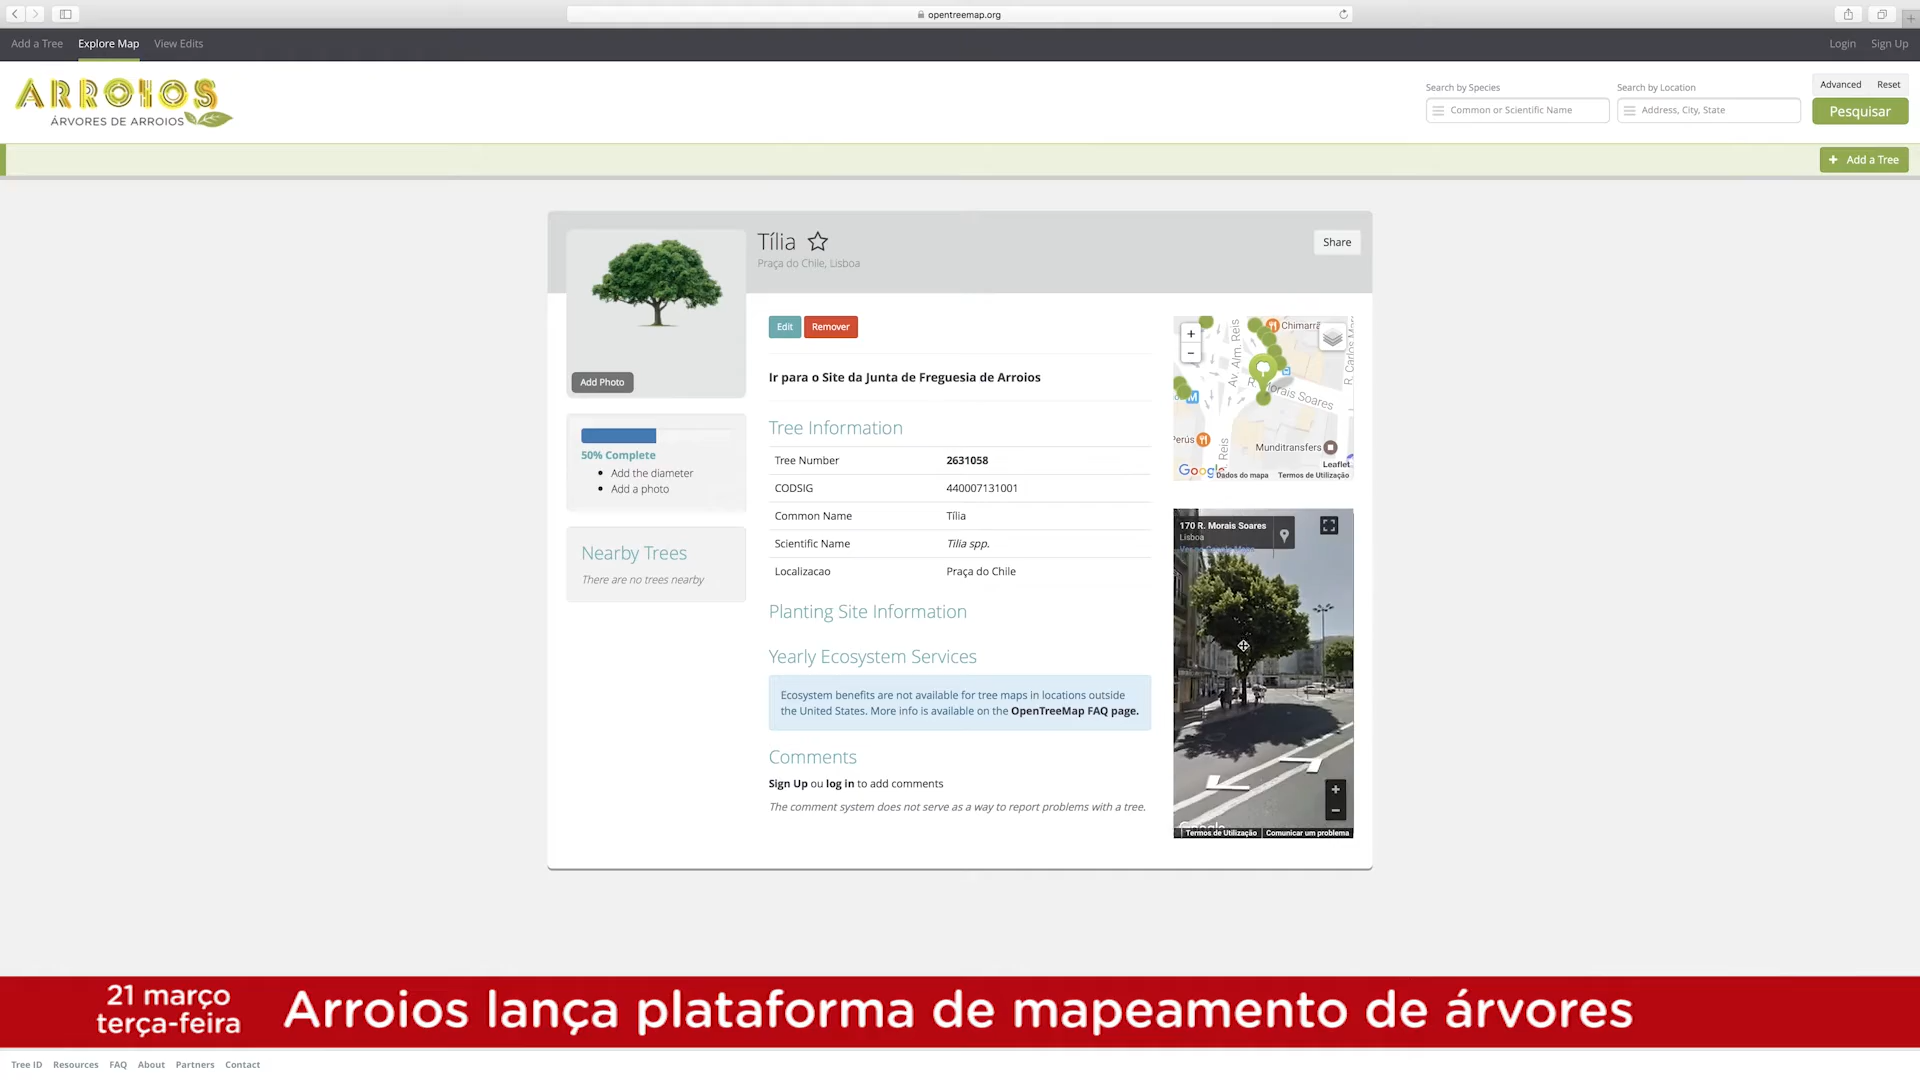 opentreemap.org
Add a Tree
Explore Map
View Edits
Login
Sign Up
ARROIOS
ÁRVORES DE ARROIOS
Search by Species
Common or Scientific Name
Search by Location
Address, City, State
Advanced
Reset
Pesquisar
+ Add a Tree
Tília
Praça do Chile, Lisboa
Share
Add Photo
50% Complete
Add the diameter
Add a photo
Nearby Trees
There are no trees nearby
Edit
Remover
Ir para o Site da Junta de Freguesia de Arroios
Tree Information
Tree Number 2631058
CODSIG 440007131001
Common Name Tília
Scientific Name Tilia spp.
Localizacao Praça do Chile
Planting Site Information
Yearly Ecosystem Services
Ecosystem benefits are not available for tree maps in locations outside
the United States. More info is available on the OpenTreeMap FAQ page.
Comments
Sign Up ou log in to add comments
The comment system does not serve as a way to report problems with a tree.
+
−
Av. Alm. Reis
R. Morais Soares
Munditransfers
Leaflet
Google
Dados do mapa
Termos de Utilização
170 R. Morais Soares
Lisboa
+
−
Google
Termos de Utilização
Comunicar um problema
21 março
terça-feira
Arroios lança plataforma de mapeamento de árvores
Tree ID
Resources
FAQ
About
Partners
Contact